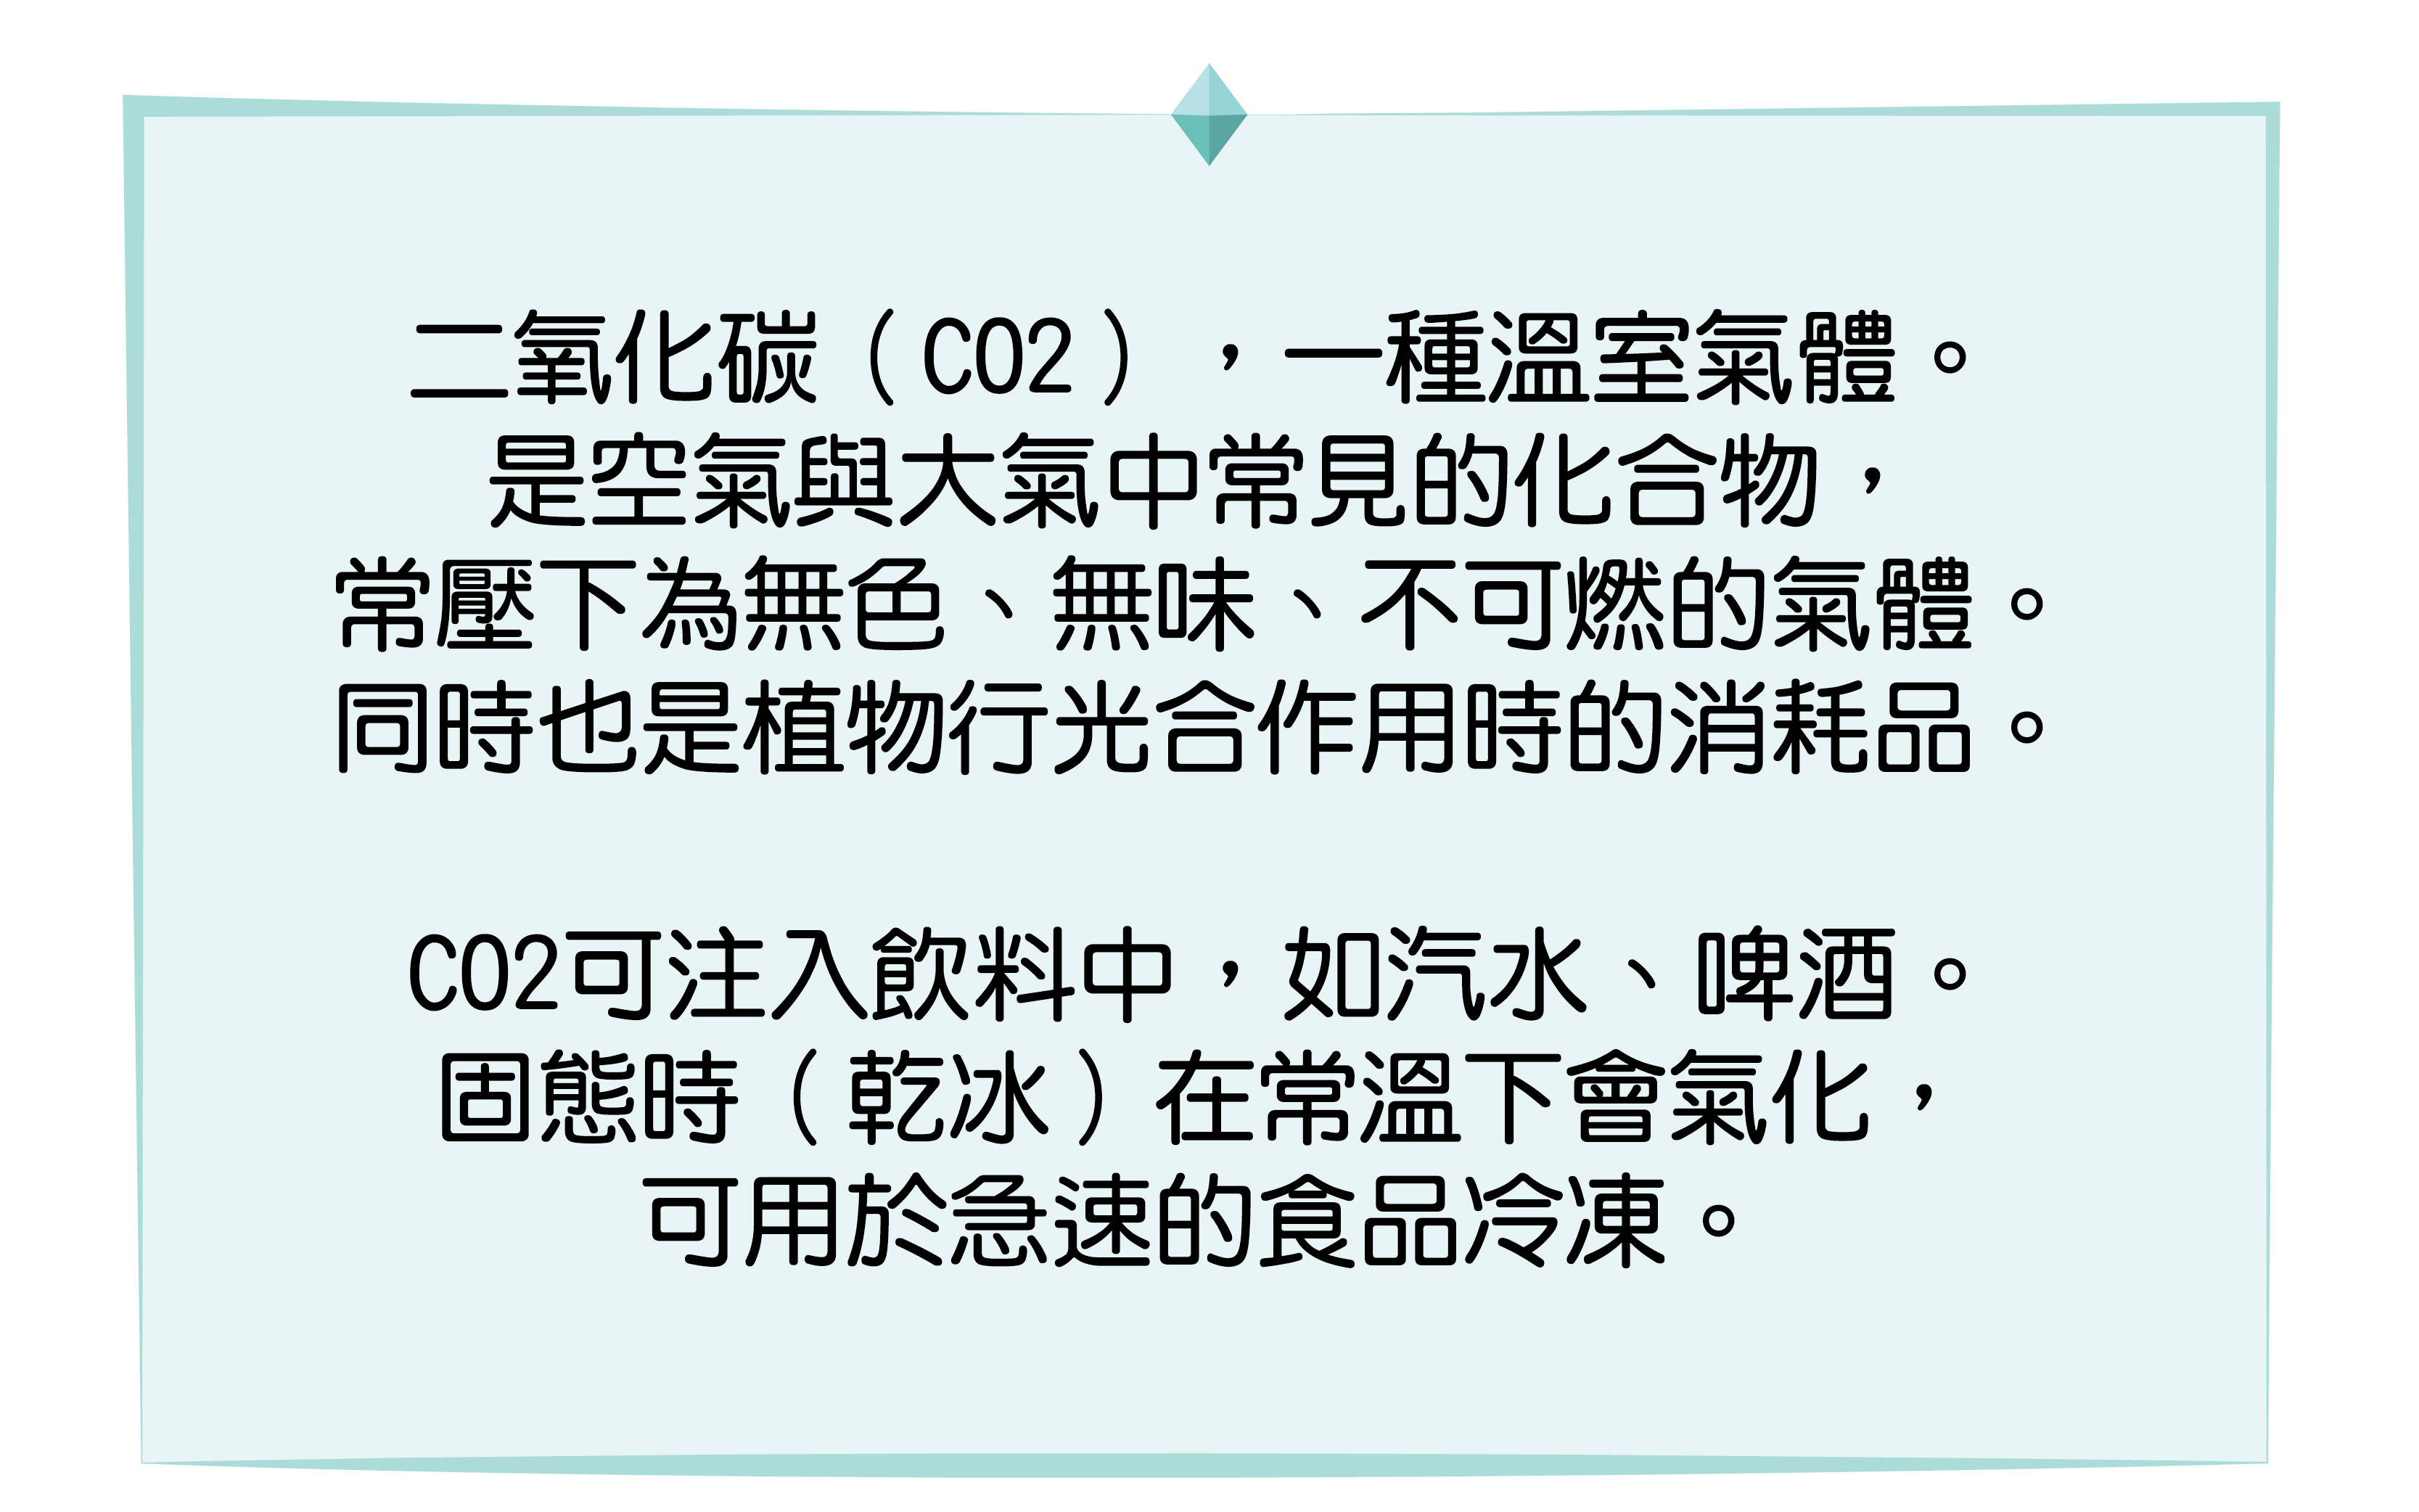 二氧化碳（CO2），一種溫室氣體。
是空氣與大氣中常見的化合物，
常壓下為無色、無味、不可燃的氣體。
同時也是植物行光合作用時的消耗品。
CO2可注入飲料中，如汽水、啤酒。
固態時（乾冰）在常溫下會氣化，
可用於急速的食品冷凍。